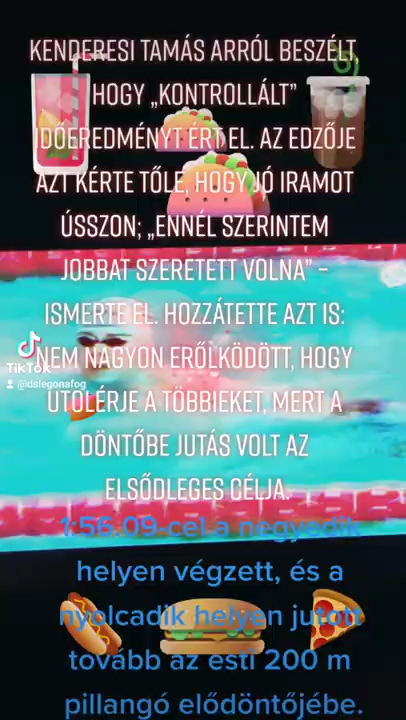 KENDERESI TAMÁS ARRÓL BESZÉLT,
HOGY „KONTROLLÁLT”
IDŐEREDMÉNYT ÉRT EL. AZ EDZŐJE
AZT KÉRTE TŐLE, HOGY JÓ IRAMOT
ÚSSZON; „ENNÉL SZERINTEM
JOBBAT SZERETETT VOLNA” –
ISMERTE EL. HOZZÁTETTE AZT IS:
NEM NAGYON ERŐLKÖDÖTT, HOGY
TikTok
@dslegonafog
UTOLÉRJE A TÖBBIEKET, MERT A
DÖNTŐBE JUTÁS VOLT AZ
ELSŐDLEGES CÉLJA.
1:56.09-cel a negyedik
helyen végzett, és a
nyolcadik helyen jutott
tovább az esti 200 m
pillangó elődöntőjébe.